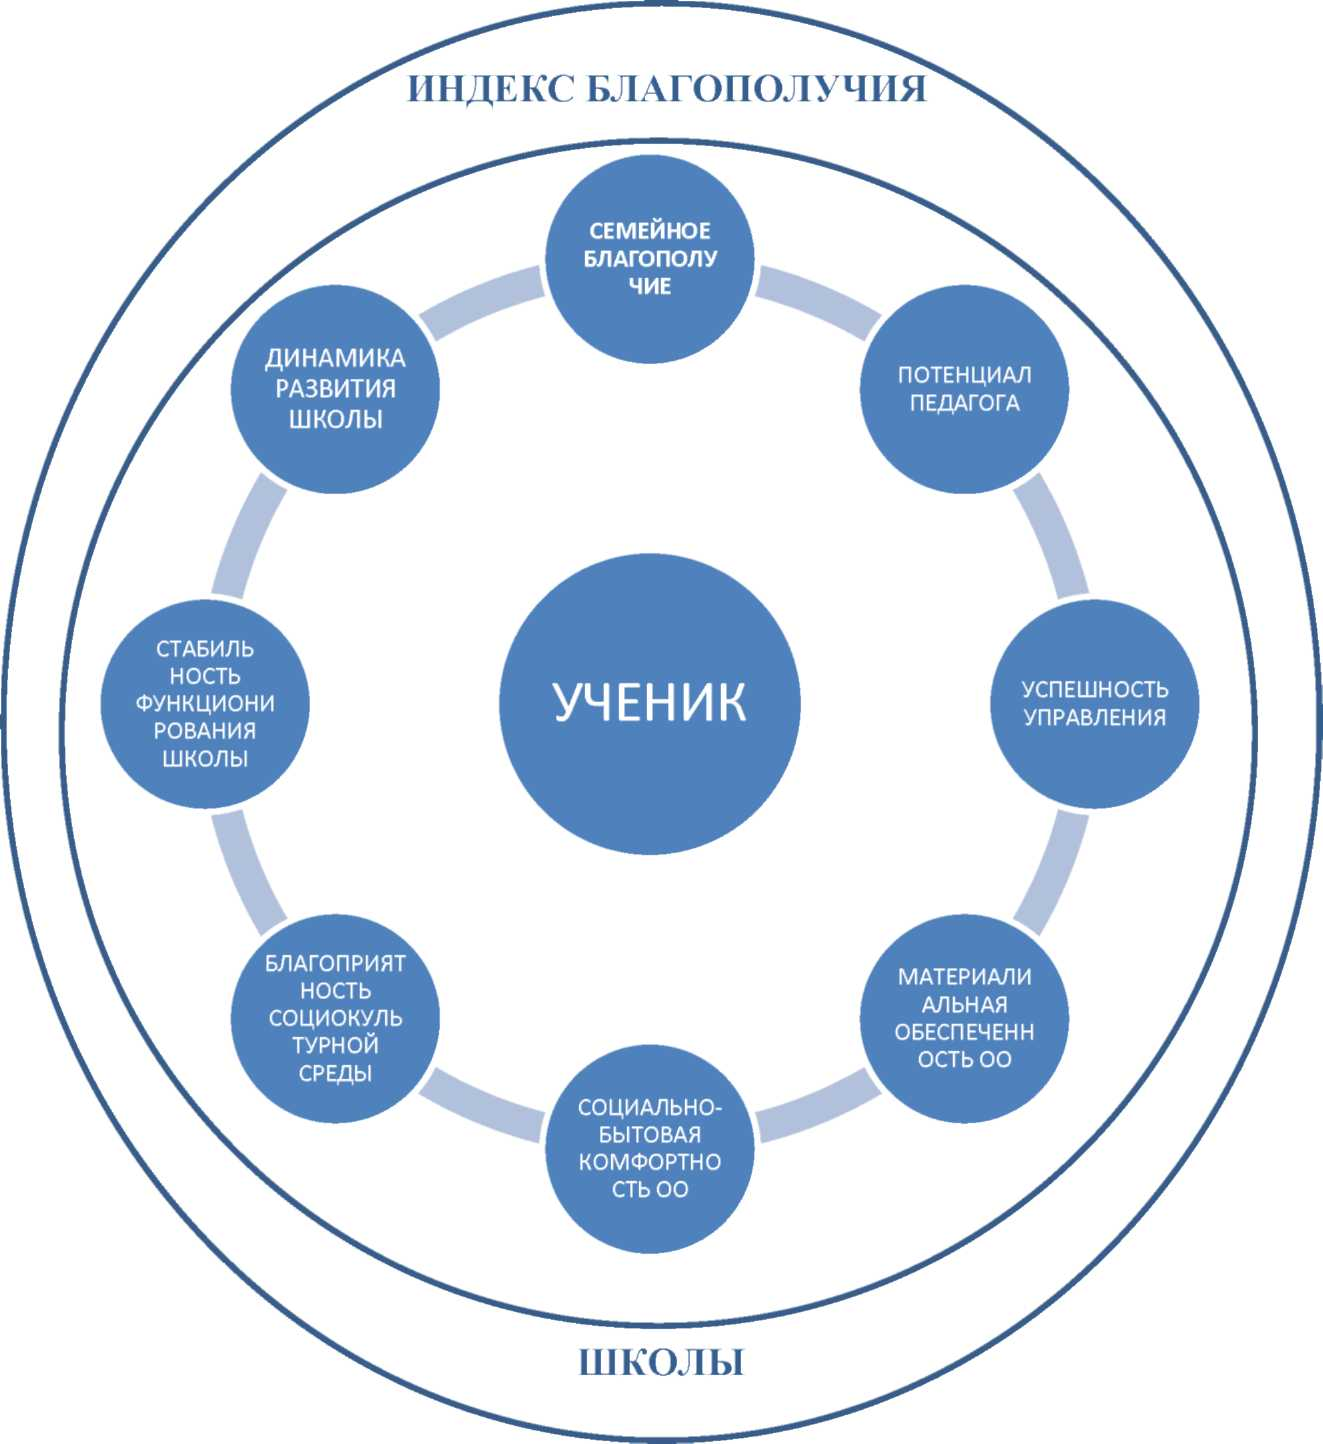 ИНДЕКС БЛАГОПОЛУЧИЯ
СЕМЕЙНОЕ
БЛАГОПОЛУ
ЧИЕ
ПОТЕНЦИАЛ
ПЕДАГОГА
УСПЕШНОСТЬ
УПРАВЛЕНИЯ
МАТЕРИАЛИ
АЛЬНАЯ
ОБЕСПЕЧЕНН
ОСТЬ ОО
СОЦИАЛЬНО-
БЫТОВАЯ
КОМФОРТНО
СТЬ ОО
БЛАГОПРИЯТ
НОСТЬ
СОЦИОКУЛЬ
ТУРНОЙ
СРЕДЫ
СТАБИЛЬ
НОСТЬ
ФУНКЦИОНИ
РОВАНИЯ
ШКОЛЫ
ДИНАМИКА
РАЗВИТИЯ
ШКОЛЫ
УЧЕНИК
ШКОЛЫ